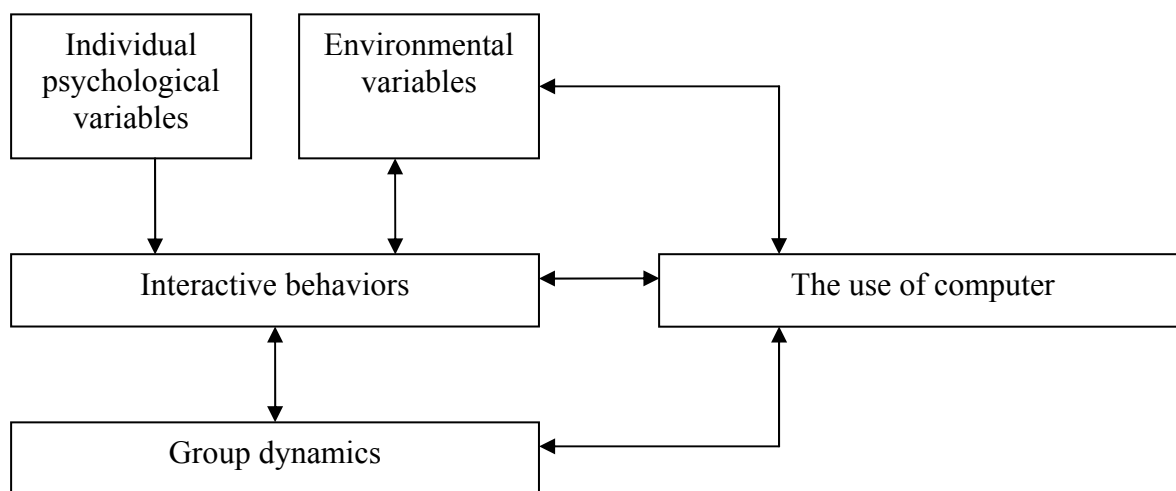 Individual
psychological
variables
Environmental
variables
Interactive behaviors
The use of computer
Group dynamics